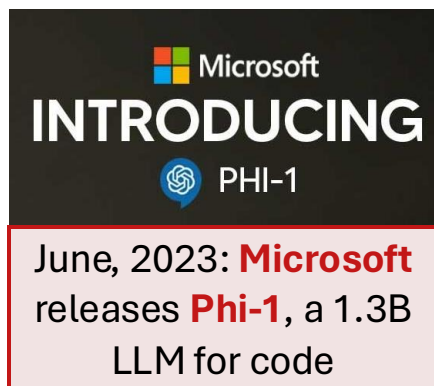 Microsoft
INTRODUCING
PHI-1
June, 2023: Microsoft
releases Phi-1, a 1.3B
LLM for code